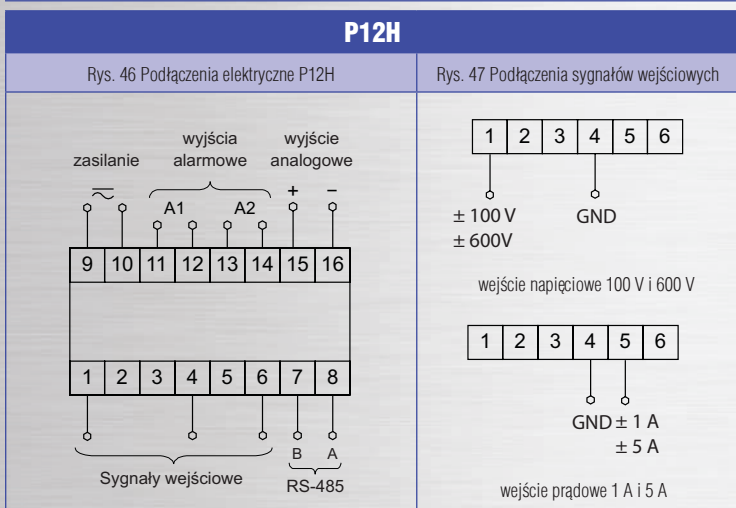 P12H
Rys. 46 Podłączenia elektryczne P12H
wyjścia wyjście
zasilanie alarmowe analogowe
+ −
A1 A2
9 10 11 12 13 14 15 16
1 2 3 4 5 6 7 8
B A
Sygnały wejściowe
RS-485
Rys. 47 Podłączenia sygnałów wejściowych
1 2 3 4 5 6
± 100 V GND
± 600V
wejście napięciowe 100 V i 600 V
1 2 3 4 5 6
GND ± 1 A
± 5 A
wejście prądowe 1 A i 5 A